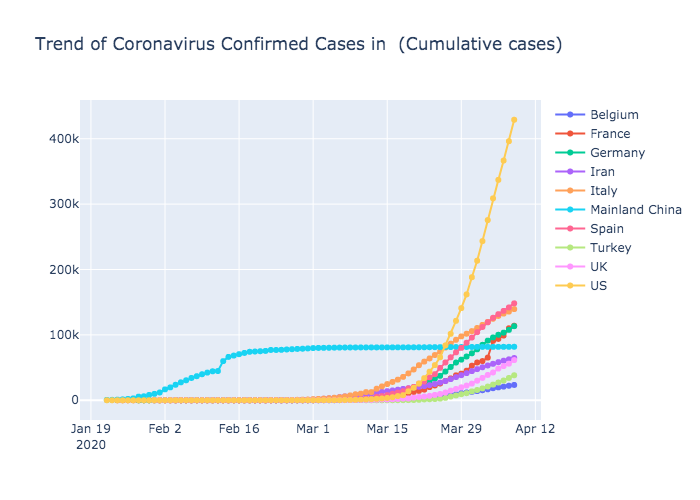 Trend of Coronavirus Confirmed Cases in  (Cumulative cases)
400k
300k
200k
100k
0
Jan 19
2020
Feb 2
Feb 16
Mar 1
Mar 15
Mar 29
Apr 12
Belgium
France
Germany
Iran
Italy
Mainland China
Spain
Turkey
UK
US